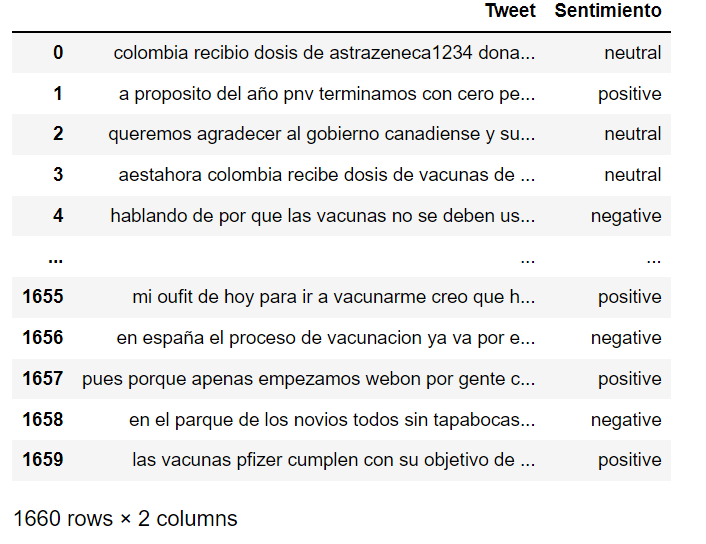 Tweet Sentimiento
0 colombia recibio dosis de astrazeneca1234 dona... neutral
1 a proposito del año pnv terminamos con cero pe... positive
2 queremos agradecer al gobierno canadiense y su... neutral
3 aestahora colombia recibe dosis de vacunas de ... neutral
4 hablando de por que las vacunas no se deben us... negative
... ... ...
1655 mi oufit de hoy para ir a vacunarme creo que h... positive
1656 en españa el proceso de vacunacion ya va por e... negative
1657 pues porque apenas empezamos webon por gente c... positive
1658 en el parque de los novios todos sin tapabocas... negative
1659 las vacunas pfizer cumplen con su objetivo de ... positive
1660 rows × 2 columns